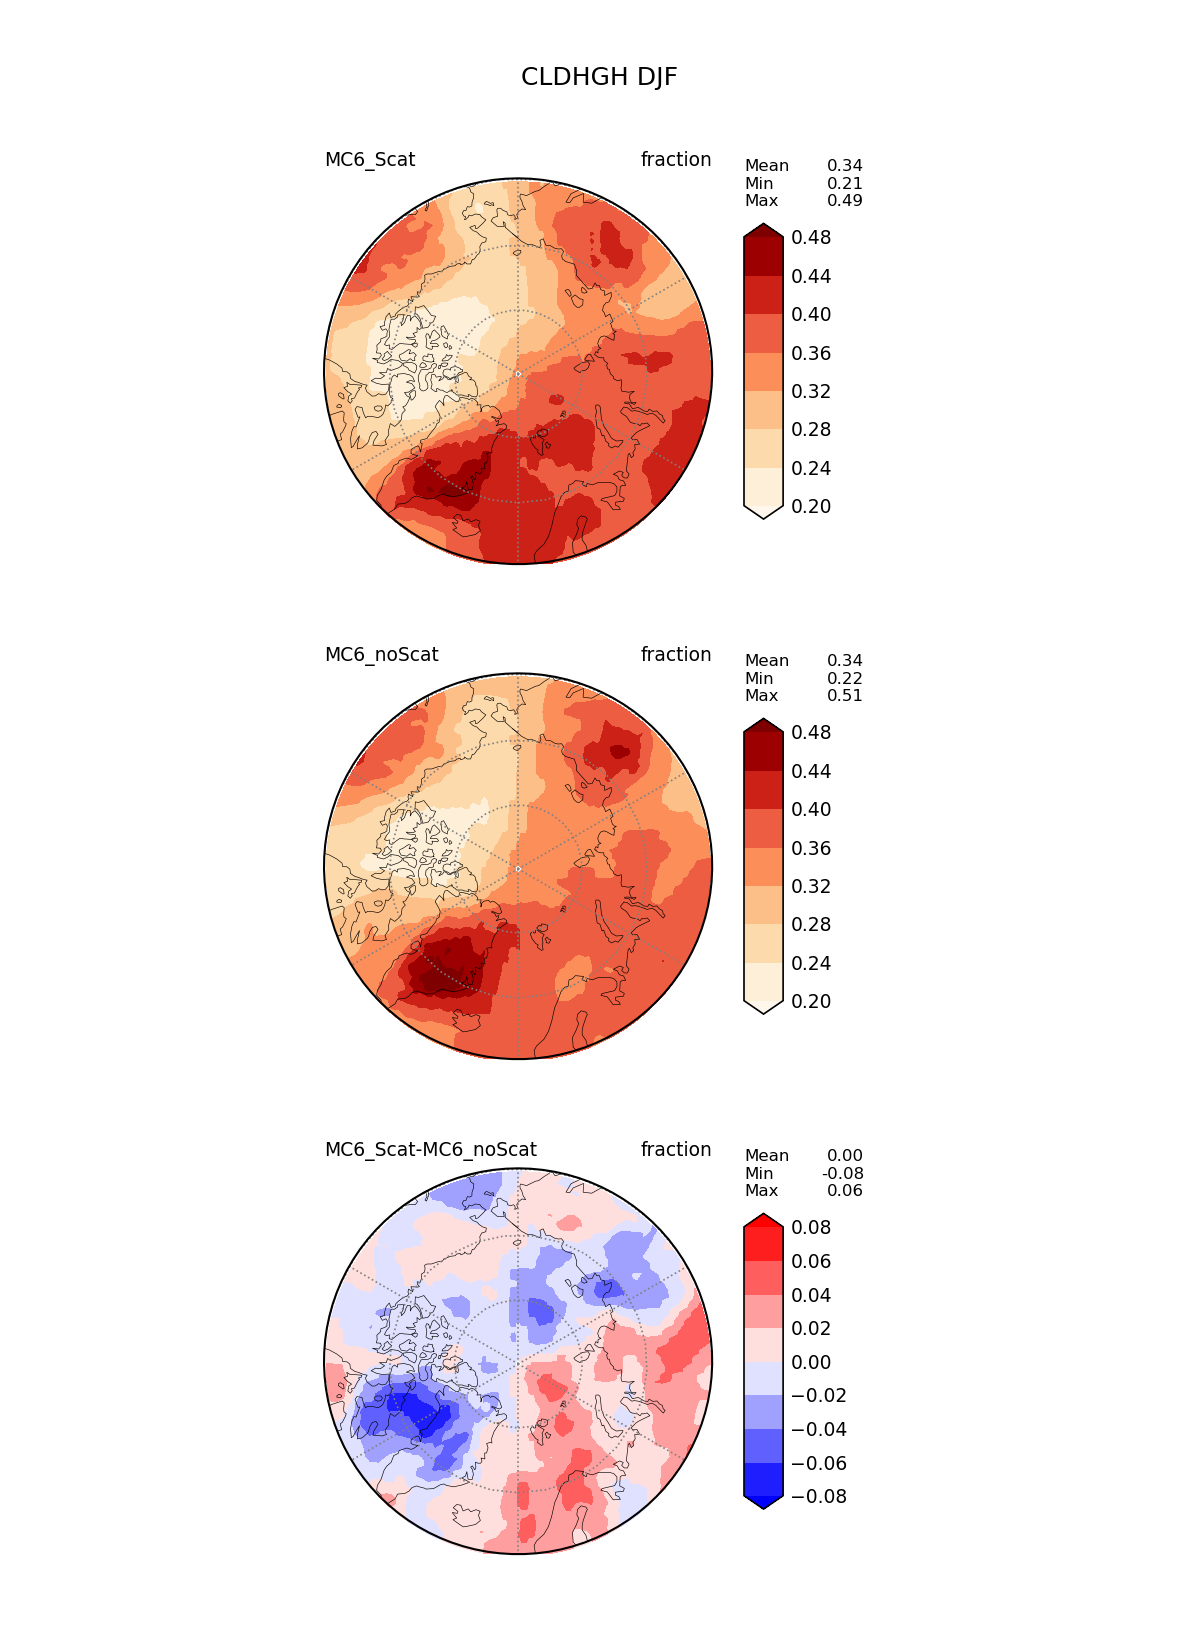 CLDHGH DJF
MC6_Scat fraction
Mean 0.34
Min 0.21
Max 0.49
0.48
0.44
0.40
0.36
0.32
0.28
0.24
0.20
MC6_noScat fraction
Mean 0.34
Min 0.22
Max 0.51
0.48
0.44
0.40
0.36
0.32
0.28
0.24
0.20
MC6_Scat-MC6_noScat fraction
Mean 0.00
Min -0.08
Max 0.06
0.08
0.06
0.04
0.02
0.00
−0.02
−0.04
−0.06
−0.08